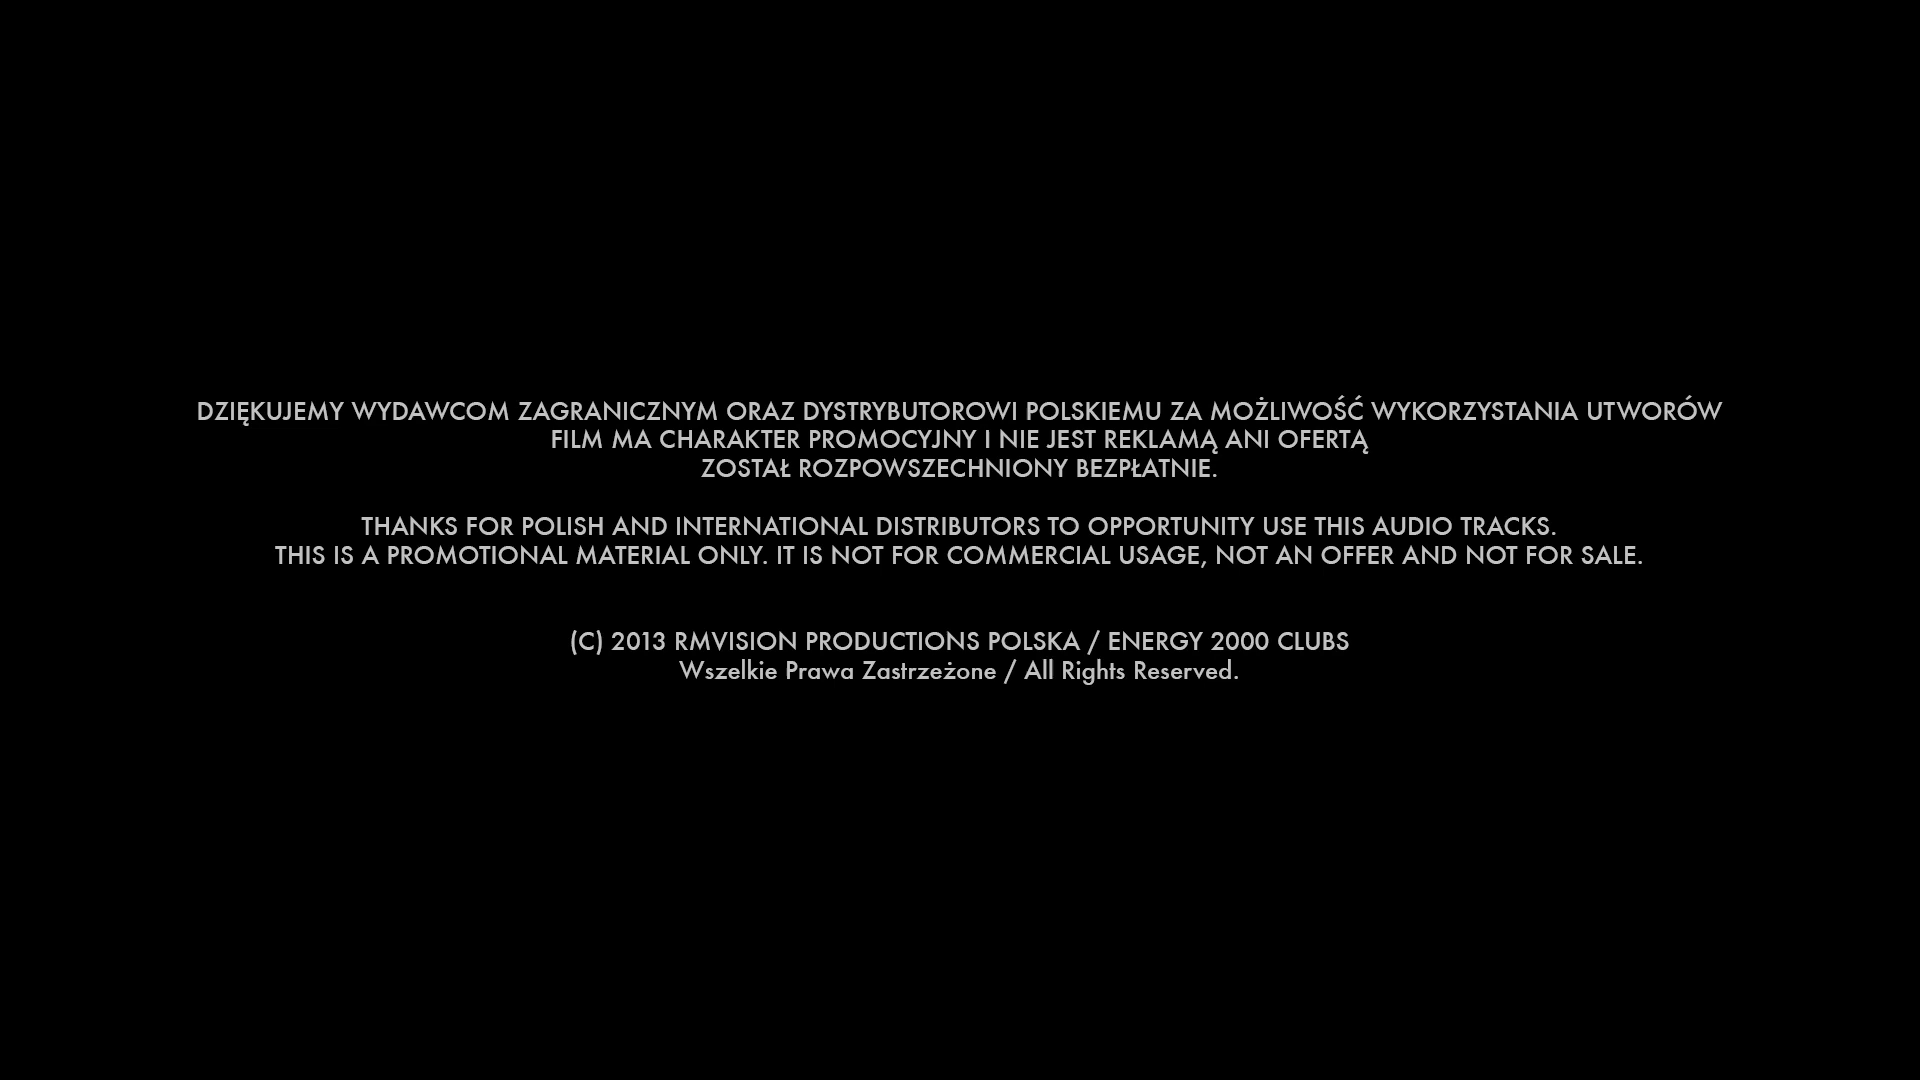 DZIĘKUJEMY WYDAWCOM ZAGRANICZNYM ORAZ DYSTRYBUTOROWI POLSKIEMU ZA MOŻLIWOŚĆ WYKORZYSTANIA UTWORÓW
FILM MA CHARAKTER PROMOCYJNY I NIE JEST REKLAMĄ ANI OFERTĄ
ZOSTAŁ ROZPOWSZECHNIONY BEZPŁATNIE.
THANKS FOR POLISH AND INTERNATIONAL DISTRIBUTORS TO OPPORTUNITY USE THIS AUDIO TRACKS.
THIS IS A PROMOTIONAL MATERIAL ONLY. IT IS NOT FOR COMMERCIAL USAGE, NOT AN OFFER AND NOT FOR SALE.
(C) 2013 RMVISION PRODUCTIONS POLSKA / ENERGY 2000 CLUBS
Wszelkie Prawa Zastrzeżone / All Rights Reserved.